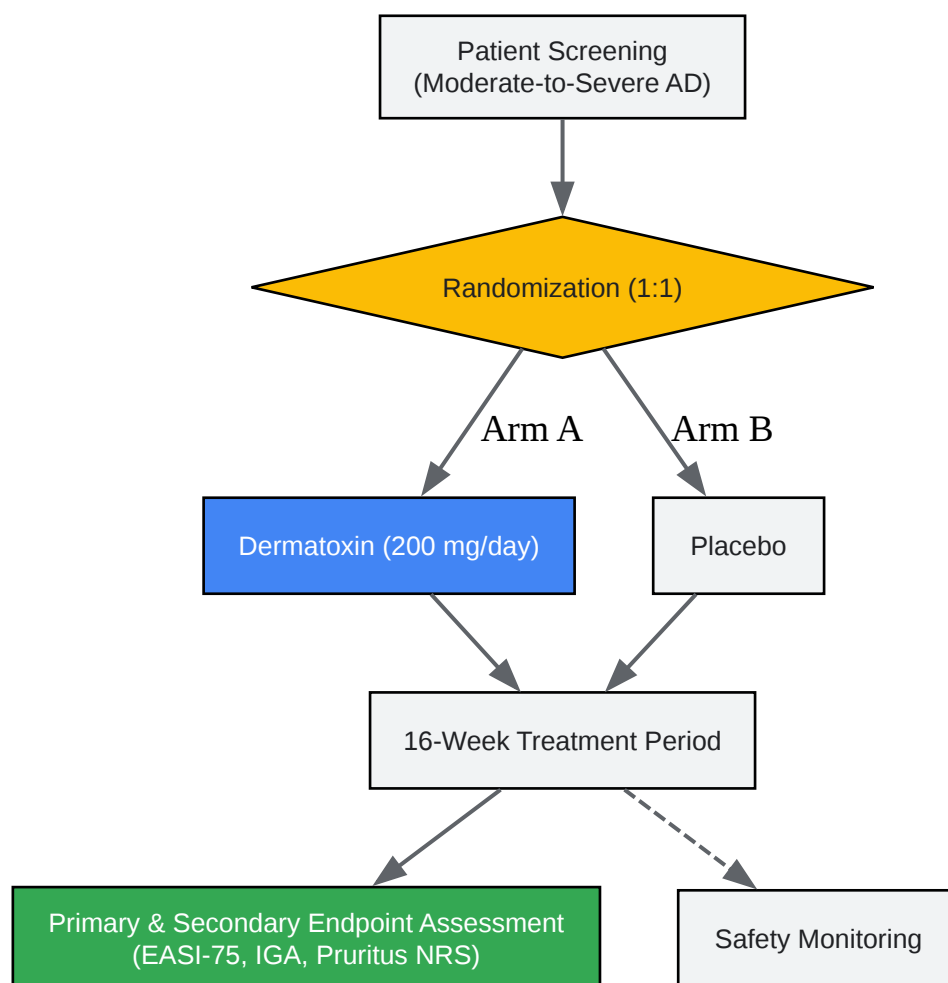 Patient Screening
(Moderate-to-Severe AD)
Randomization (1:1)
Arm A
Arm B
Dermatoxin (200 mg/day)
Placebo
16-Week Treatment Period
Primary & Secondary Endpoint Assessment
(EASI-75, IGA, Pruritus NRS)
Safety Monitoring